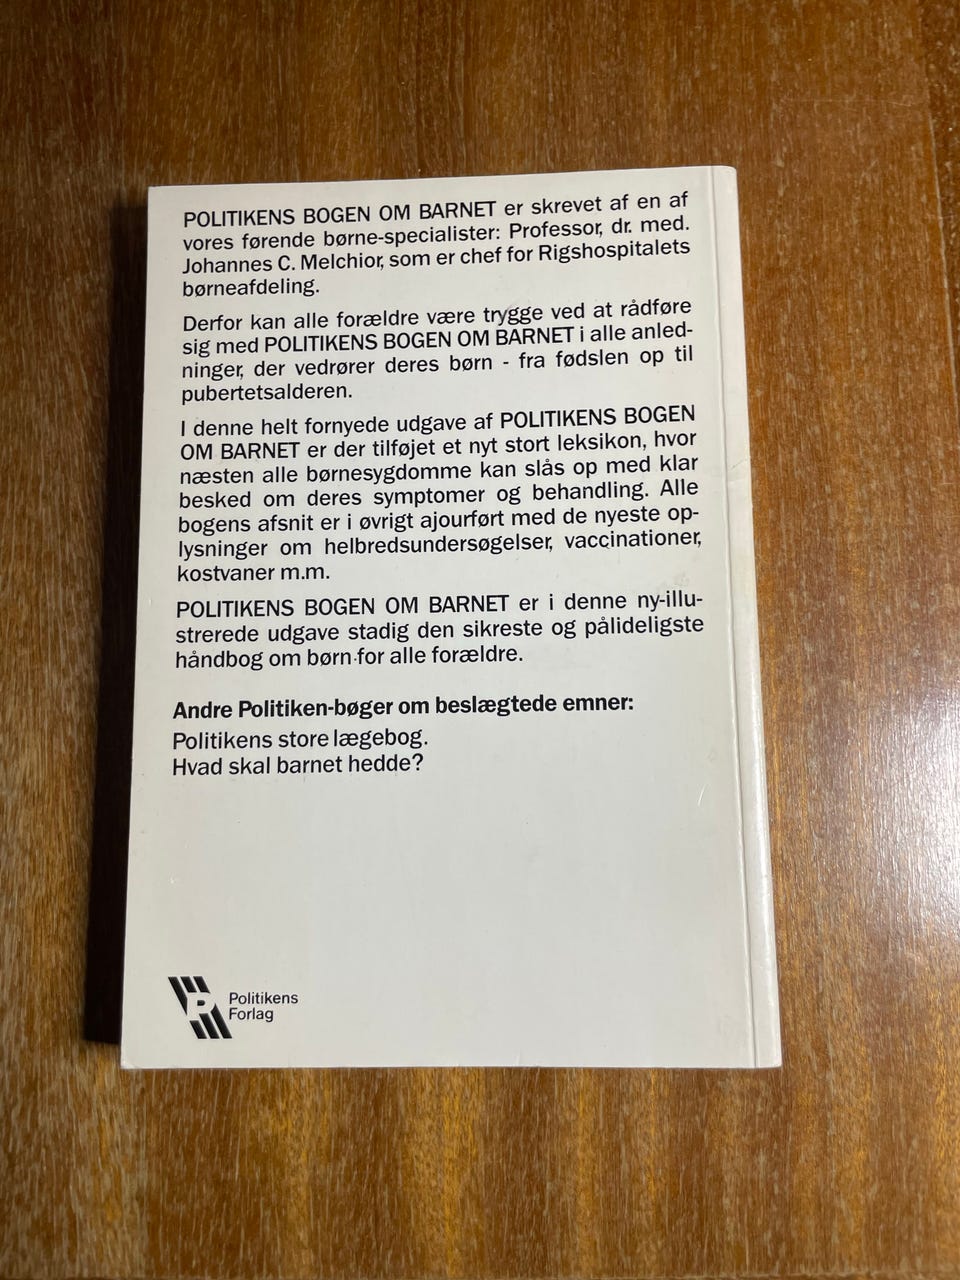 POLITIKENS BOGEN OM BARNET er skrevet af en af
vores førende børne-specialister: Professor, dr. med.
Johannes C. Melchior, som er chef for Rigshospitalets
børneafdeling.
Derfor kan alle forældre være trygge ved at rådføre
sig med POLITIKENS BOGEN OM BARNET i alle anled-
ninger, der vedrører deres børn - fra fødslen op til
pubertetsalderen.
I denne helt fornyede udgave af POLITIKENS BOGEN
OM BARNET er der tilføjet et nyt stort leksikon, hvor
næsten alle børnesygdomme kan slås op med klar
besked om deres symptomer og behandling. Alle
bogens afsnit er i øvrigt ajourført med de nyeste op-
lysninger om helbredsundersøgelser, vaccinationer,
kostvaner m.m.
POLITIKENS BOGEN OM BARNET er i denne ny-illu-
strerede udgave stadig den sikreste og pålideligste
håndbog om børn for alle forældre.
Andre Politiken-bøger om beslægtede emner:
Politikens store lægebog.
Hvad skal barnet hedde?
P
Politikens
Forlag